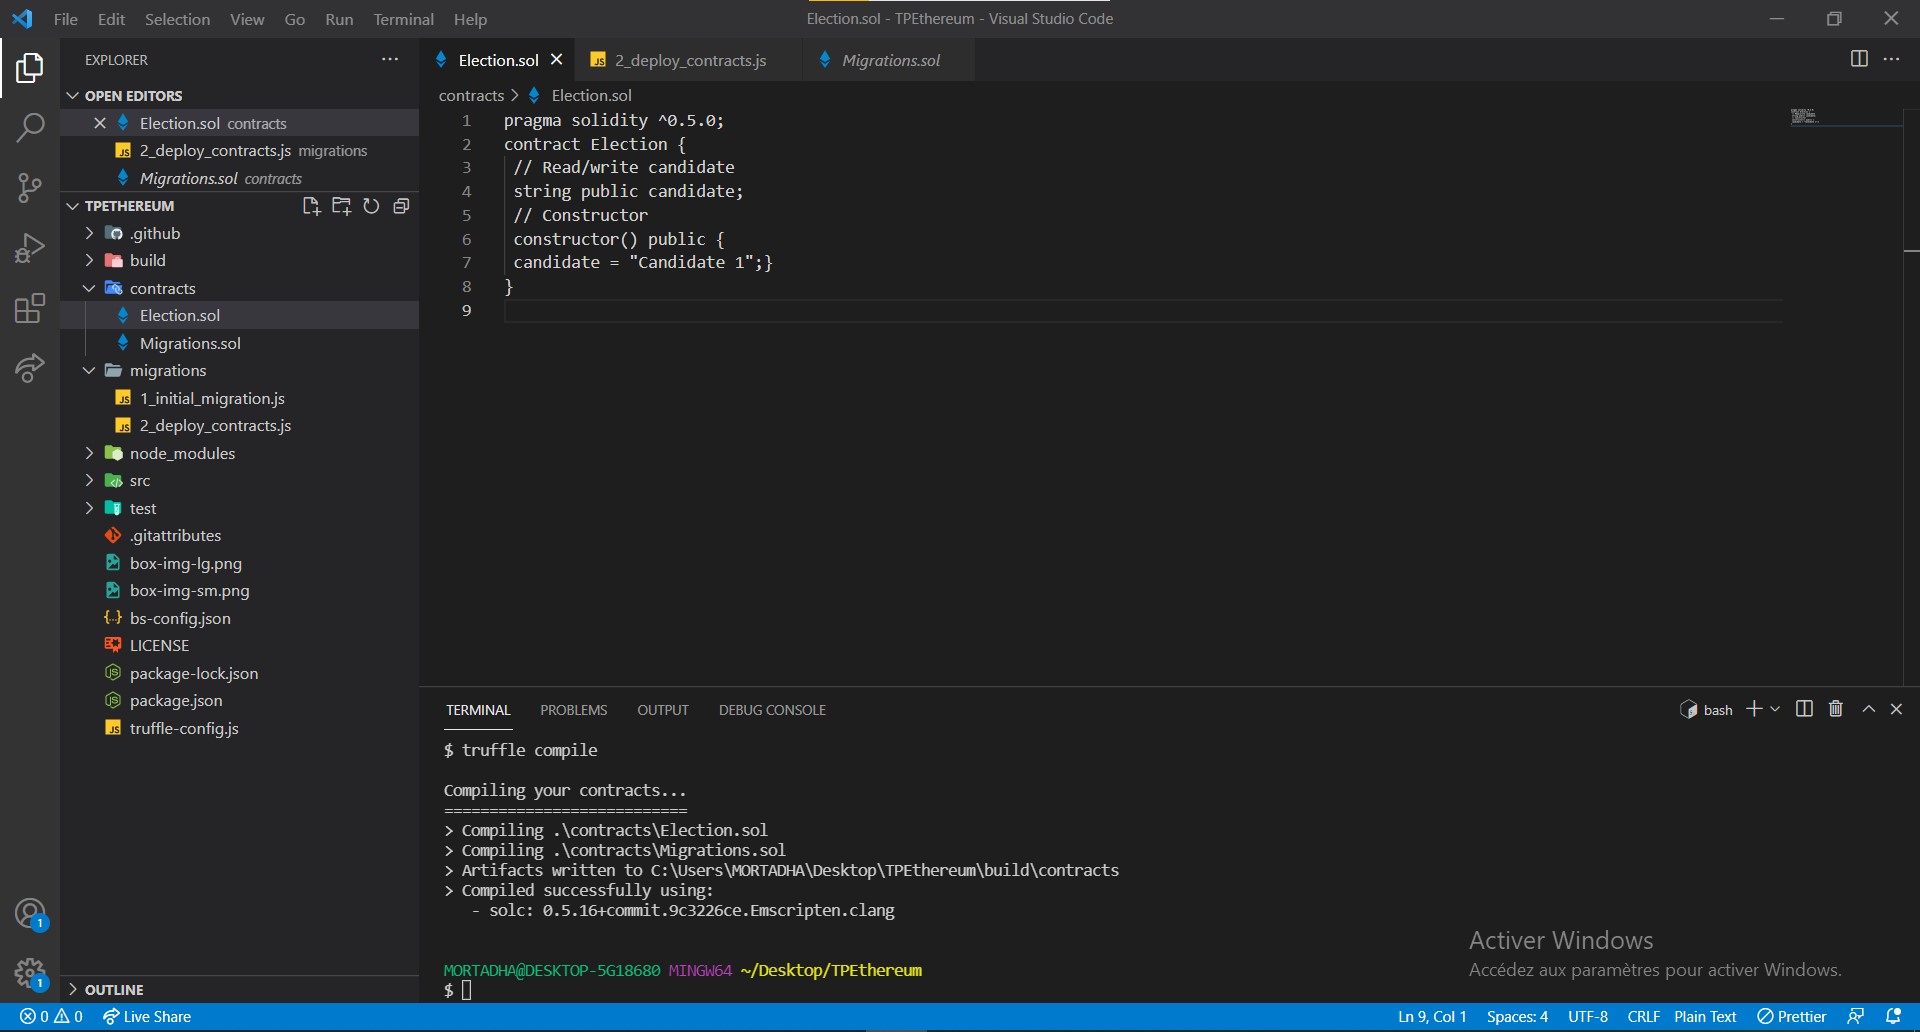 File Edit Selection View Go Run Terminal Help
Election.sol - TPEthereum - Visual Studio Code
EXPLORER
OPEN EDITORS
Election.sol contracts
2_deploy_contracts.js migrations
Migrations.sol contracts
TPETHEREUM
.github
build
contracts
Election.sol
Migrations.sol
migrations
1_initial_migration.js
2_deploy_contracts.js
node_modules
src
test
.gitattributes
box-img-lg.png
box-img-sm.png
bs-config.json
LICENSE
package-lock.json
package.json
truffle-config.js
OUTLINE
Election.sol 2_deploy_contracts.js Migrations.sol
contracts > Election.sol
1 pragma solidity ^0.5.0;
2 contract Election {
3 // Read/write candidate
4 string public candidate;
5 // Constructor
6 constructor() public {
7 candidate = "Candidate 1";}
8 }
9
TERMINAL PROBLEMS OUTPUT DEBUG CONSOLE
bash
$ truffle compile
Compiling your contracts...
===========================
> Compiling .\contracts\Election.sol
> Compiling .\contracts\Migrations.sol
> Artifacts written to C:\Users\MORTADHA\Desktop\TPEthereum\build\contracts
> Compiled successfully using:
- solc: 0.5.16+commit.9c3226ce.Emscripten.clang
MORTADHA@DESKTOP-5G18680 MINGW64 ~/Desktop/TPEthereum
$
Activer Windows
Accédez aux paramètres pour activer Windows.
1
1
0 0 Live Share
Ln 9, Col 1 Spaces: 4 UTF-8 CRLF Plain Text Prettier